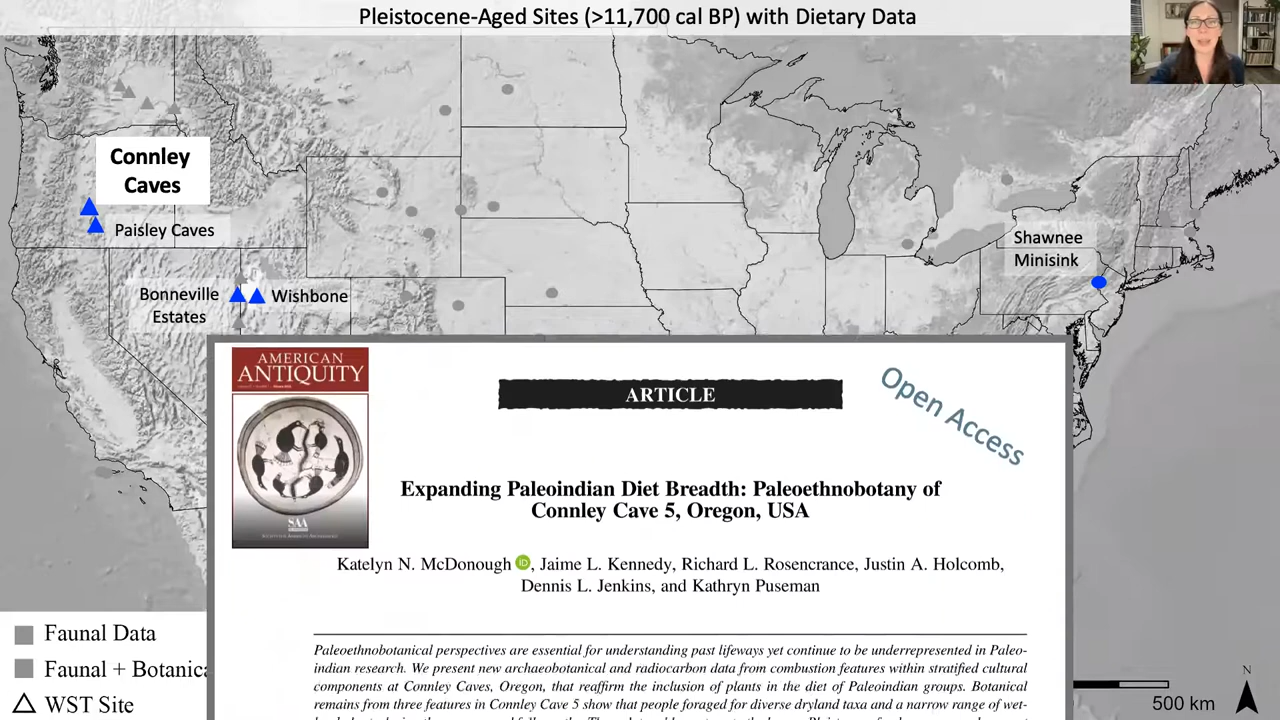 Pleistocene-Aged Sites (>11,700 cal BP) with Dietary Data
Connley
Caves
Paisley Caves
Bonneville
Estates
Wishbone
Shawnee
Minisink
AMERICAN
ANTIQUITY
SAA
ARTICLE
Open Access
Expanding Paleoindian Diet Breadth: Paleoethnobotany of
Connley Cave 5, Oregon, USA
Katelyn N. McDonough iD, Jaime L. Kennedy, Richard L. Rosencrance, Justin A. Holcomb,
Dennis L. Jenkins, and Kathryn Puseman
Paleoethnobotanical perspectives are essential for understanding past lifeways yet continue to be underrepresented in Paleo-
indian research. We present new archaeobotanical and radiocarbon data from combustion features within stratified cultural
components at Connley Caves, Oregon, that reaffirm the inclusion of plants in the diet of Paleoindian groups. Botanical
remains from three features in Connley Cave 5 show that people foraged for diverse dryland taxa and a narrow range of wet-
Faunal Data
Faunal + Botanica
WST Site
500 km
N